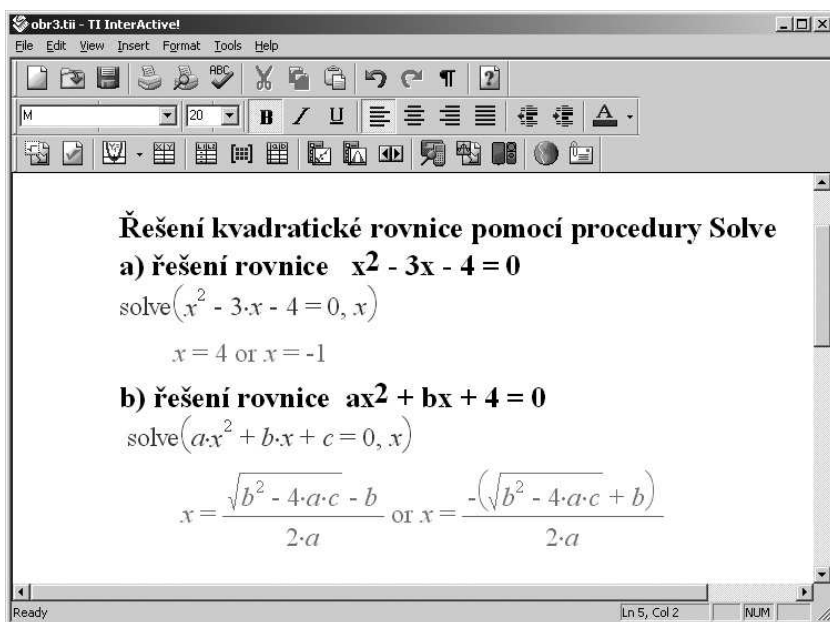 obr3.tii - TI InterActive!
File Edit View Insert Format Tools Help
ABC
M 20 B I U A
Řešení kvadratické rovnice pomocí procedury Solve
a) řešení rovnice x² - 3x - 4 = 0
solve(x² - 3·x - 4 = 0, x)
x = 4 or x = -1
b) řešení rovnice ax² + bx + 4 = 0
solve(a·x² + b·x + c = 0, x)
x = (√(b² - 4·a·c) - b)/(2·a) or x = -(√(b² - 4·a·c) + b)/(2·a)
Ready Ln 5, Col 2 NUM